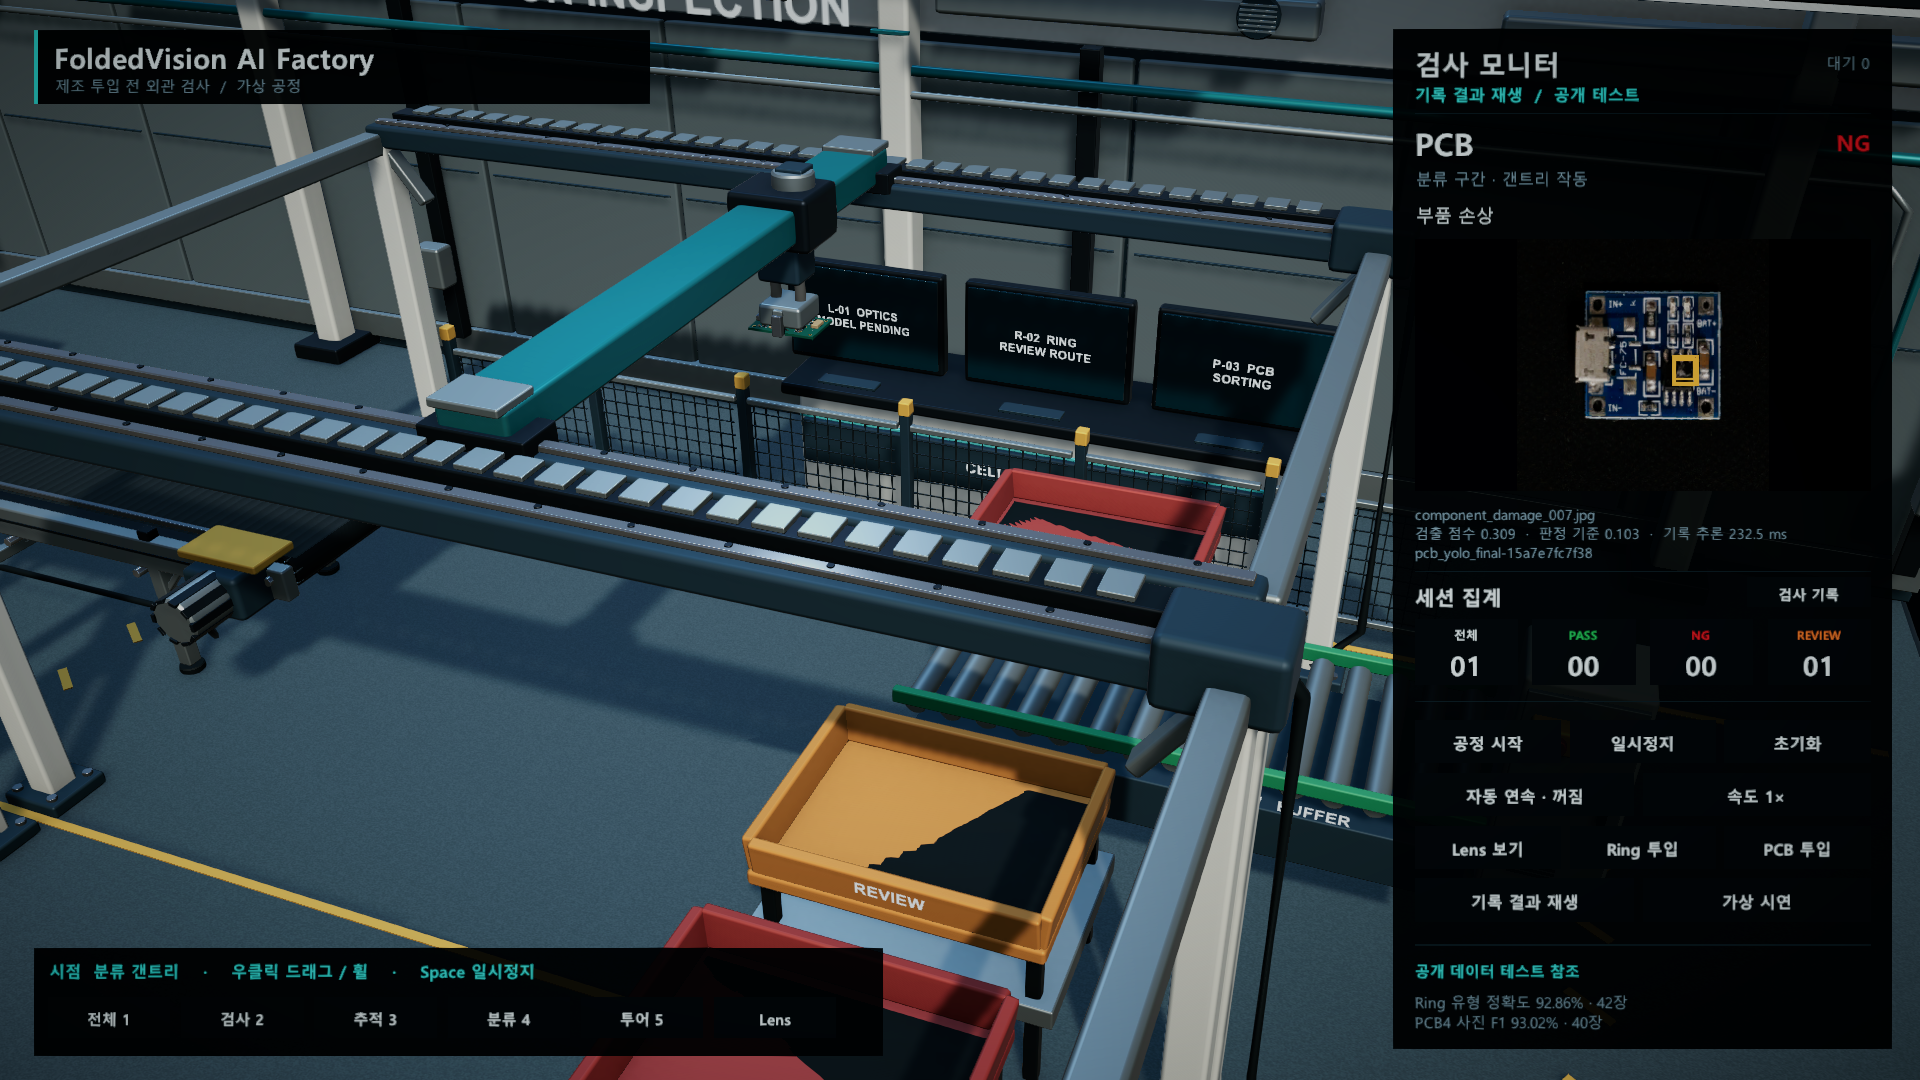 INSPECTION
FoldedVision AI Factory
제조 투입 전 외관 검사 / 가상 공정
L-01 OPTICS
MODEL PENDING
R-02 RING
REVIEW ROUTE
P-03 PCB
SORTING
CELL
BUFFER
REVIEW
시점 분류 갠트리 · 우클릭 드래그 / 휠 · Space 일시정지
전체 1 검사 2 추적 3 분류 4 투어 5 Lens
검사 모니터 대기 0
기록 결과 재생 / 공개 테스트
PCB NG
분류 구간 · 갠트리 작동
부품 손상
IN+
BAT+
BAT-
IN-
component_damage_007.jpg
검출 점수 0.309 · 판정 기준 0.103 · 기록 추론 232.5 ms
pcb_yolo_final-15a7e7fc7f38
세션 집계 검사 기록
전체 PASS NG REVIEW
01 00 00 01
공정 시작 일시정지 초기화
자동 연속 · 꺼짐 속도 1×
Lens 보기 Ring 투입 PCB 투입
기록 결과 재생 가상 시연
공개 데이터 테스트 참조
Ring 유형 정확도 92.86% · 42장
PCB4 사진 F1 93.02% · 40장